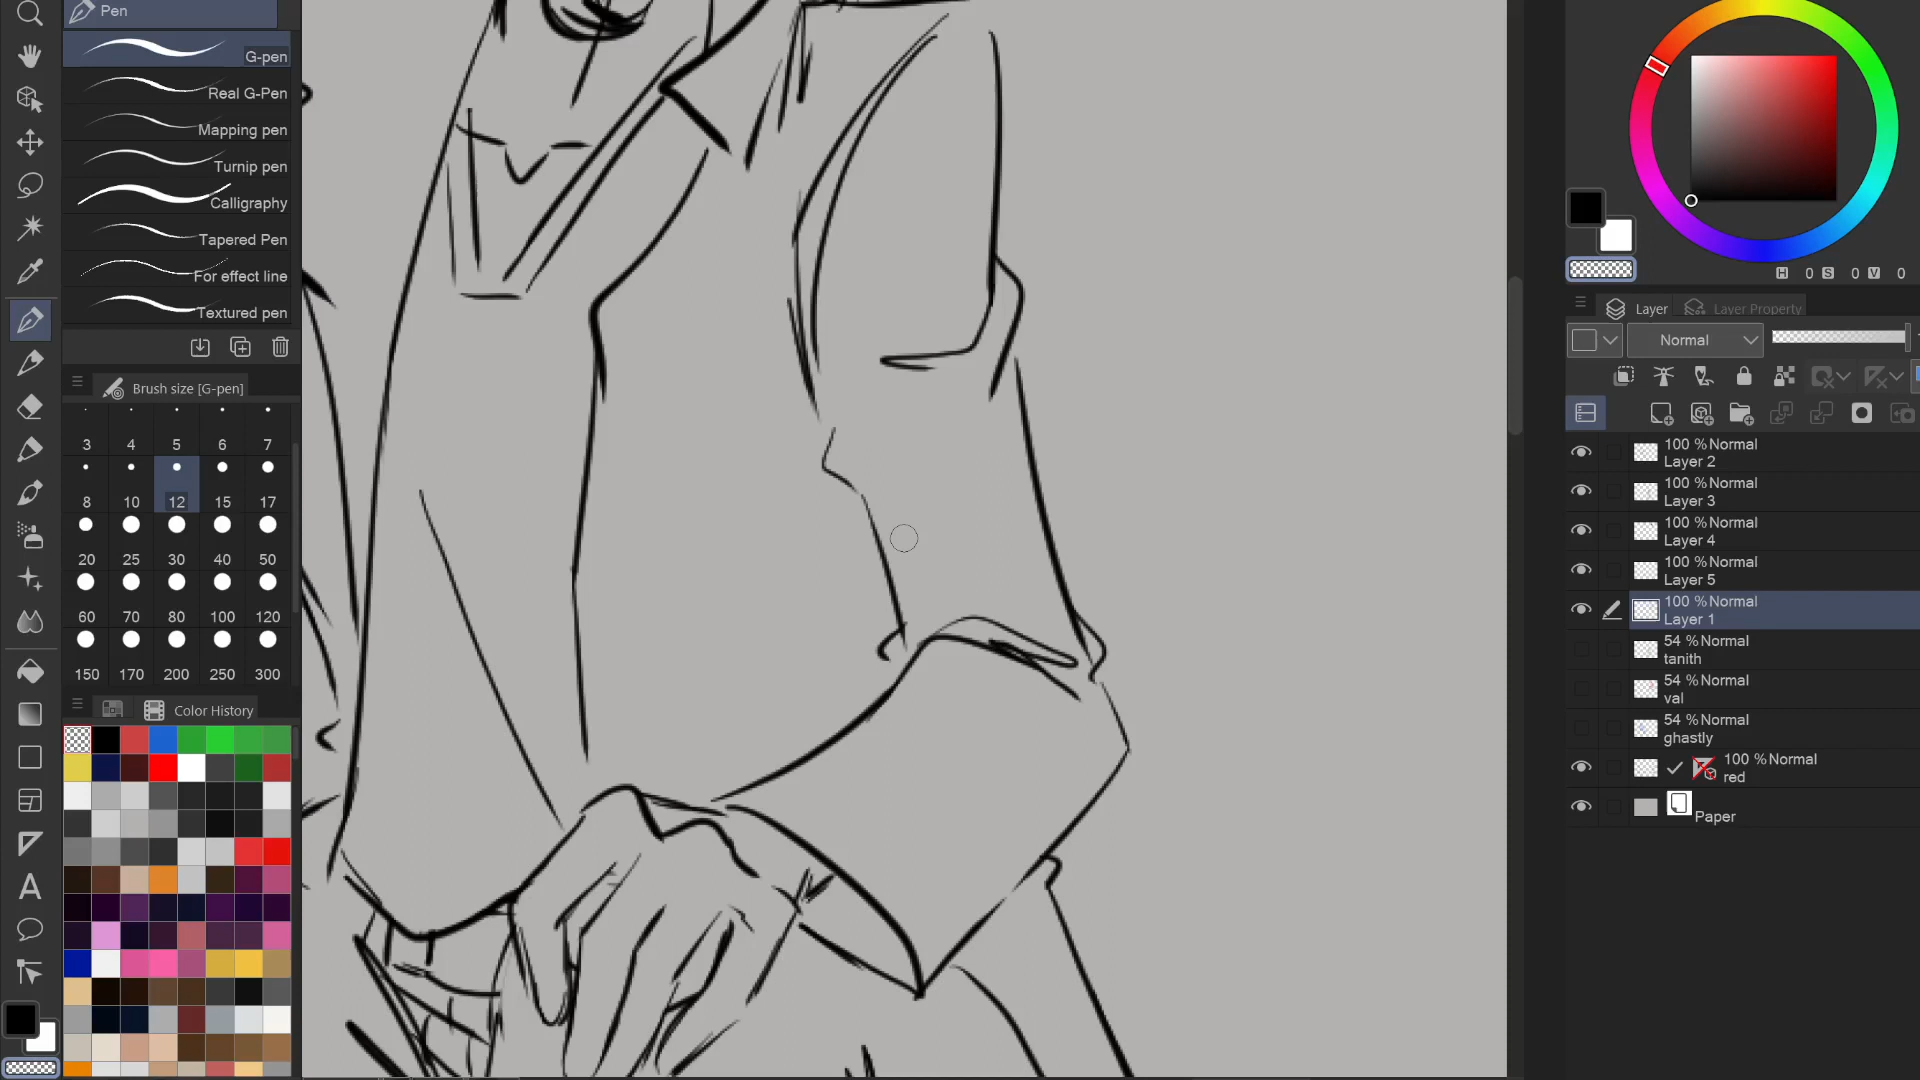 Pen
G-pen
Real G-Pen
Mapping pen
Turnip pen
Calligraphy
Tapered Pen
For effect line
Textured pen
Brush size [G-pen]
3 4 5 6 7
8 10 12 15 17
20 25 30 40 50
60 70 80 100 120
150 170 200 250 300
Color History
H 0 S 0 V 0
Layer
Layer Property
Normal
100 % Normal
Layer 2
100 % Normal
Layer 3
100 % Normal
Layer 4
100 % Normal
Layer 5
100 % Normal
Layer 1
54 % Normal
tanith
54 % Normal
val
54 % Normal
ghastly
100 % Normal
red
Paper